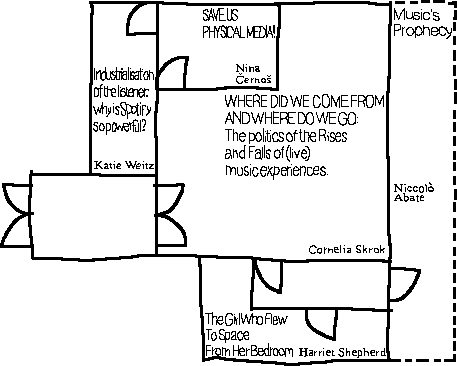 SAVE US
PHYSICAL MEDIA!
Nina
Černoš
Music's
Prophecy
Industrialisation
of the listener:
why is Spotify
so powerful?
Katie Weitz
WHERE DID WE COME FROM
AND WHERE DO WE GO:
The politics of the Rises
and Falls of (live)
music experiences.
Cornelia Skrok
Niccolò
Abate
The Girl Who Flew
To Space
From Her Bedroom
Harriet Shepherd